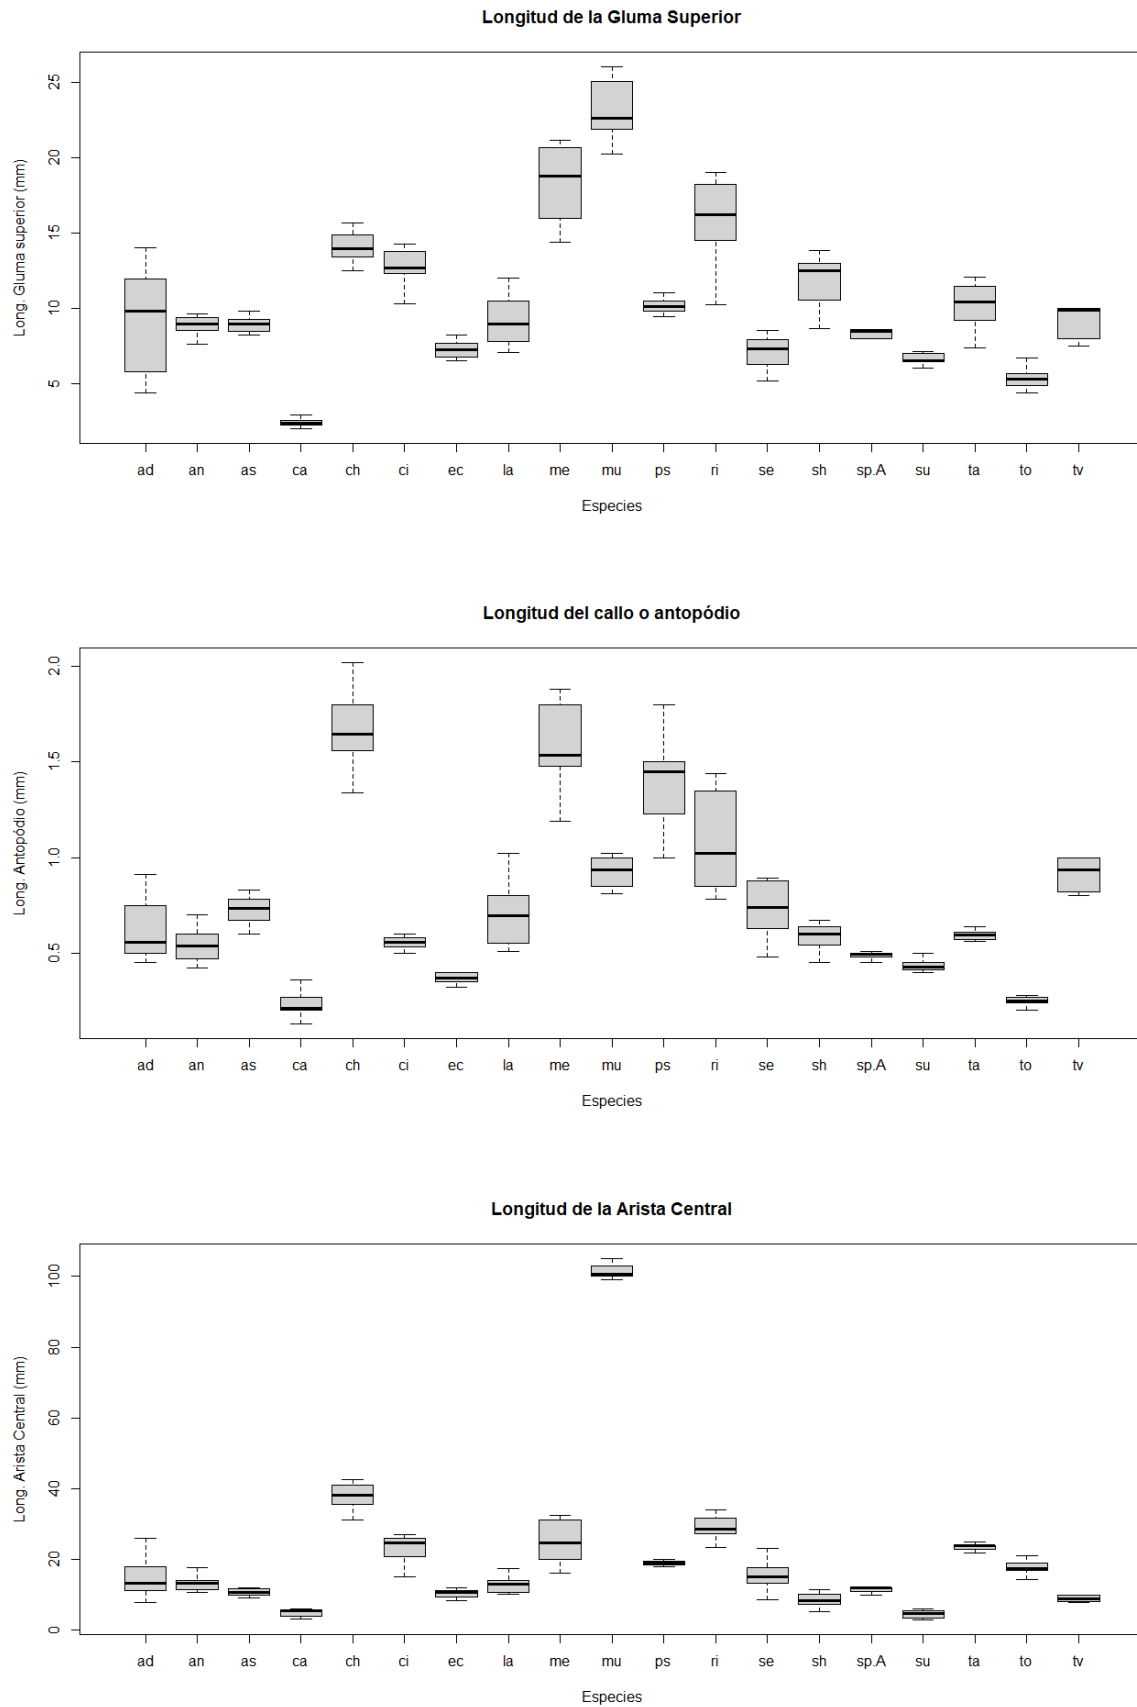 Longitud de la Gluma Superior
Long. Gluma superior (mm)
25
20
15
10
5
ad an as ca ch ci ec la me mu ps ri se sh sp.A su ta to tv
Especies
Longitud del callo o antopódio
Long. Antopódio (mm)
2.0
1.5
1.0
0.5
ad an as ca ch ci ec la me mu ps ri se sh sp.A su ta to tv
Especies
Longitud de la Arista Central
Long. Arista Central (mm)
100
80
60
40
20
0
ad an as ca ch ci ec la me mu ps ri se sh sp.A su ta to tv
Especies